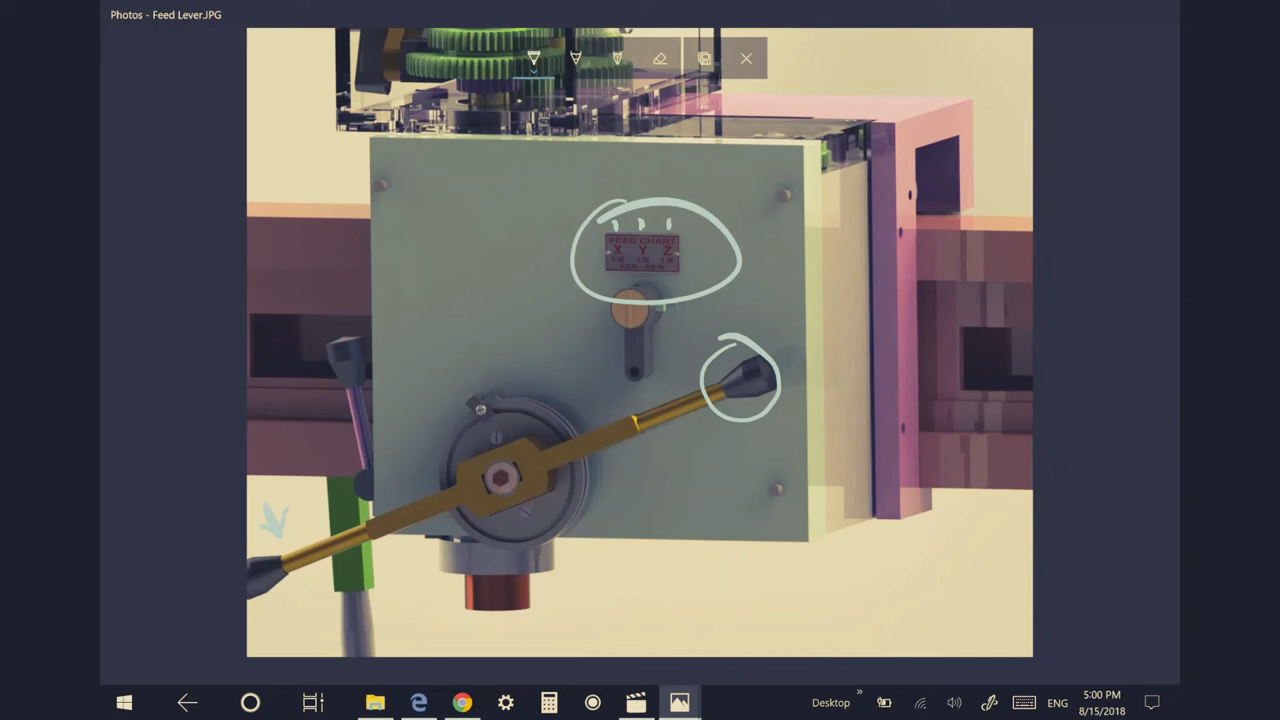 Photos - Feed Lever.JPG
FEED CHART
X Y Z
Desktop
ENG
5:00 PM
8/15/2018